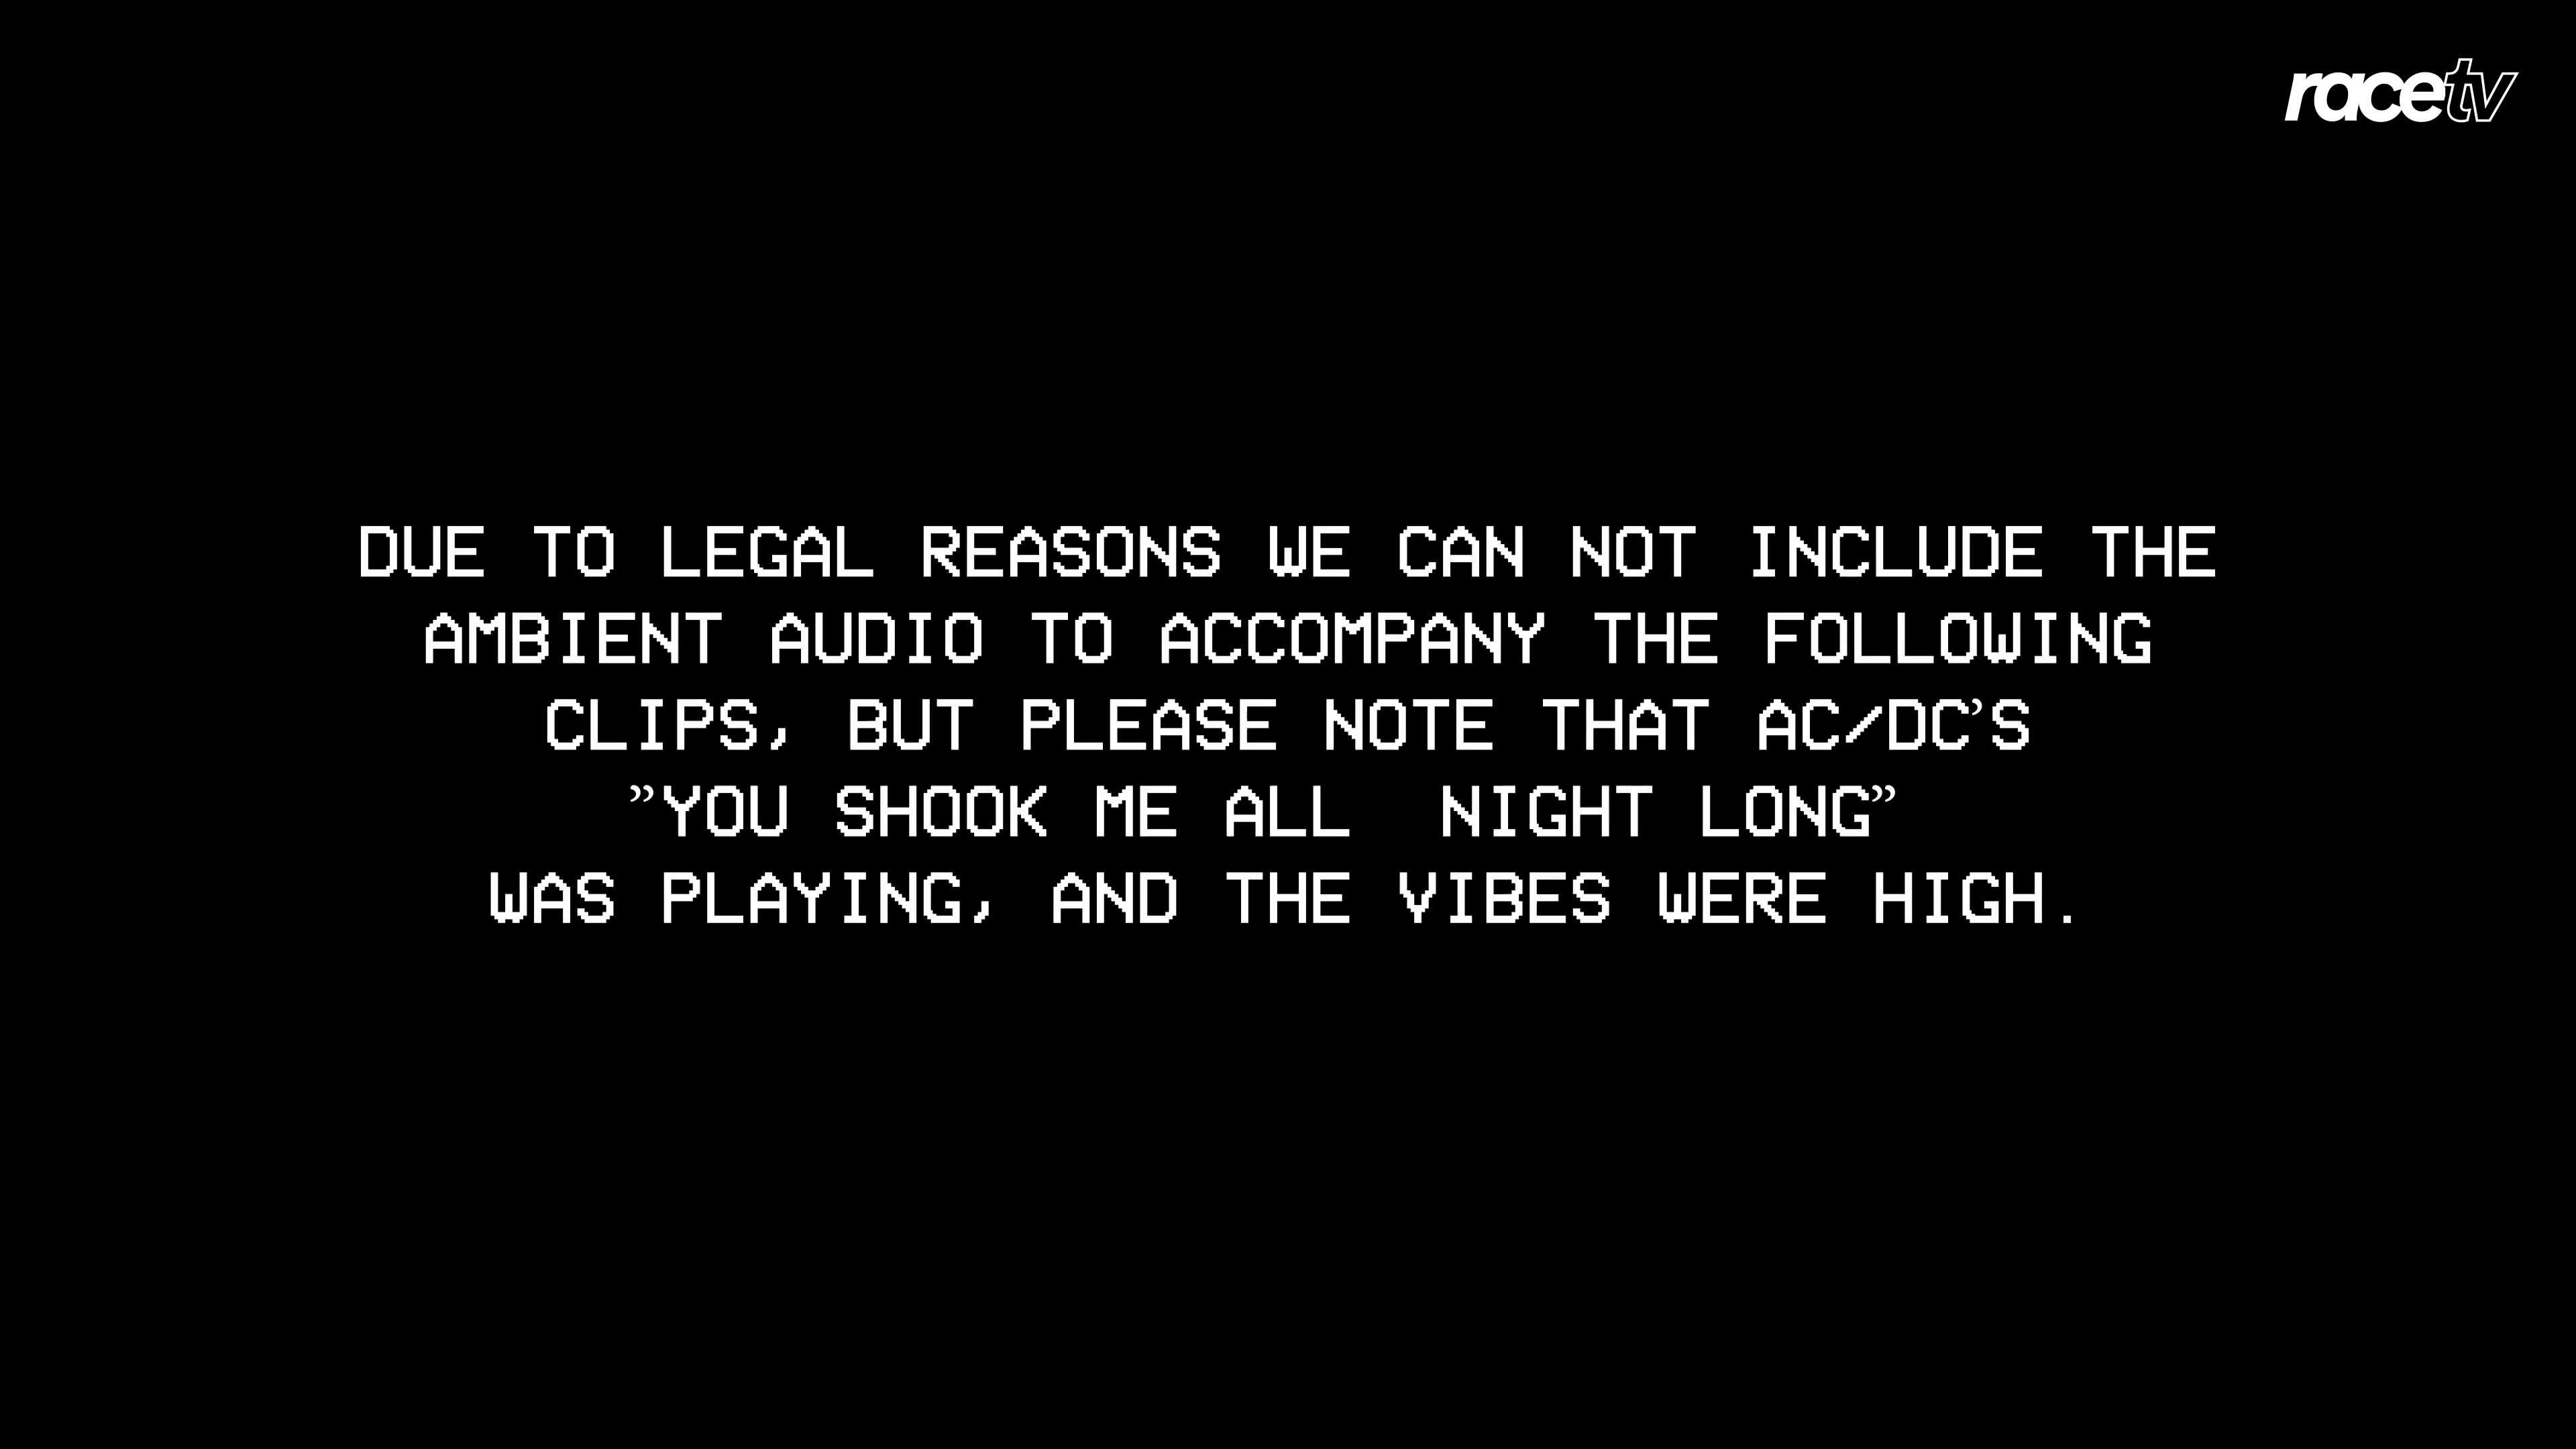 racetv
DUE TO LEGAL REASONS WE CAN NOT INCLUDE THE
AMBIENT AUDIO TO ACCOMPANY THE FOLLOWING
CLIPS, BUT PLEASE NOTE THAT AC/DC’S
”YOU SHOOK ME ALL  NIGHT LONG”
WAS PLAYING, AND THE VIBES WERE HIGH.